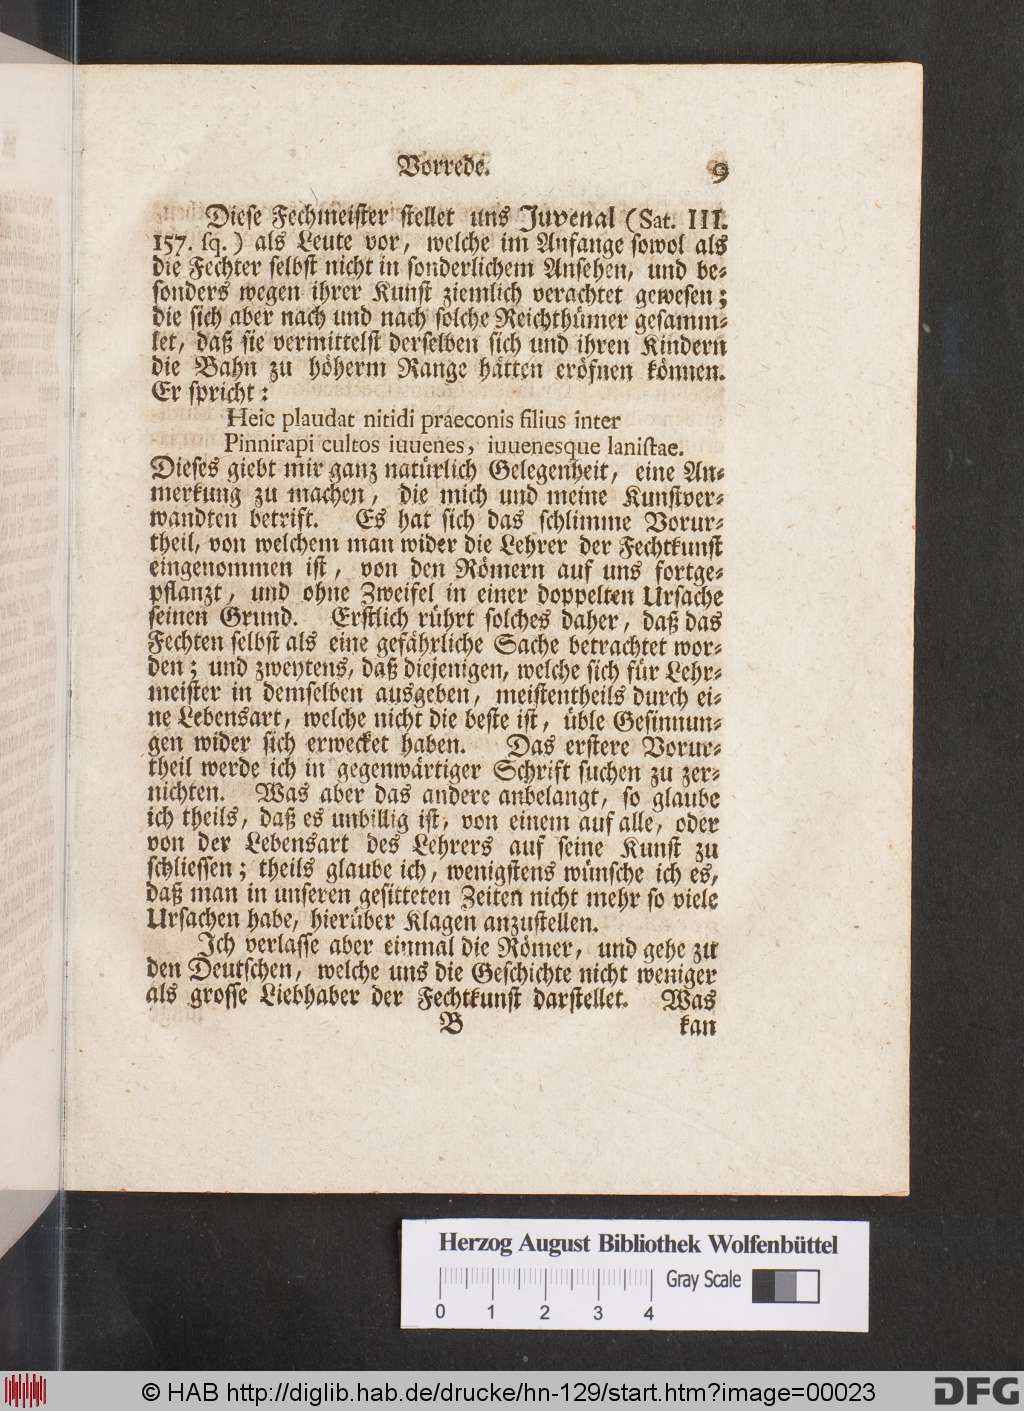 Vorrede. 9
Diese Fechmeister stellet uns Juvenal (Sat. III.
157. sq.) als Leute vor, welche im Anfange sowol als
die Fechter selbst nicht in sonderlichem Ansehen, und be-
sonders wegen ihrer Kunst ziemlich verachtet gewesen;
die sich aber nach und nach solche Reichthümer gesamm-
let, daß sie vermittelst derselben sich und ihren Kindern
die Bahn zu höherm Range hätten eröfnen können.
Er spricht:
Heic plaudat nitidi praeconis filius inter
Pinnirapi cultos iuuenes, iuuenesque lanistae.
Dieses giebt mir ganz natürlich Gelegenheit, eine An-
merkung zu machen, die mich und meine Kunstver-
wandten betrift. Es hat sich das schlimme Vorur-
theil, von welchem man wider die Lehrer der Fechtkunst
eingenommen ist, von den Römern auf uns fortge-
pflanzt, und ohne Zweifel in einer doppelten Ursache
seinen Grund. Erstlich rührt solches daher, daß das
Fechten selbst als eine gefährliche Sache betrachtet wor-
den; und zweytens, daß diejenigen, welche sich für Lehr-
meister in demselben ausgeben, meistentheils durch ei-
ne Lebensart, welche nicht die beste ist, üble Gesinnun-
gen wider sich erwecket haben. Das erstere Vorur-
theil werde ich in gegenwärtiger Schrift suchen zu zer-
nichten. Was aber das andere anbelangt, so glaube
ich theils, daß es unbillig ist, von einem auf alle, oder
von der Lebensart des Lehrers auf seine Kunst zu
schliessen; theils glaube ich, wenigstens wünsche ich es,
daß man in unseren gesitteten Zeiten nicht mehr so viele
Ursachen habe, hierüber Klagen anzustellen.
Ich verlasse aber einmal die Römer, und gehe zu
den Deutschen, welche uns die Geschichte nicht weniger
als grosse Liebhaber der Fechtkunst darstellet. Was
B kan
Herzog August Bibliothek Wolfenbüttel
Gray Scale
0 1 2 3 4
© HAB http://diglib.hab.de/drucke/hn-129/start.htm?image=00023
DFG